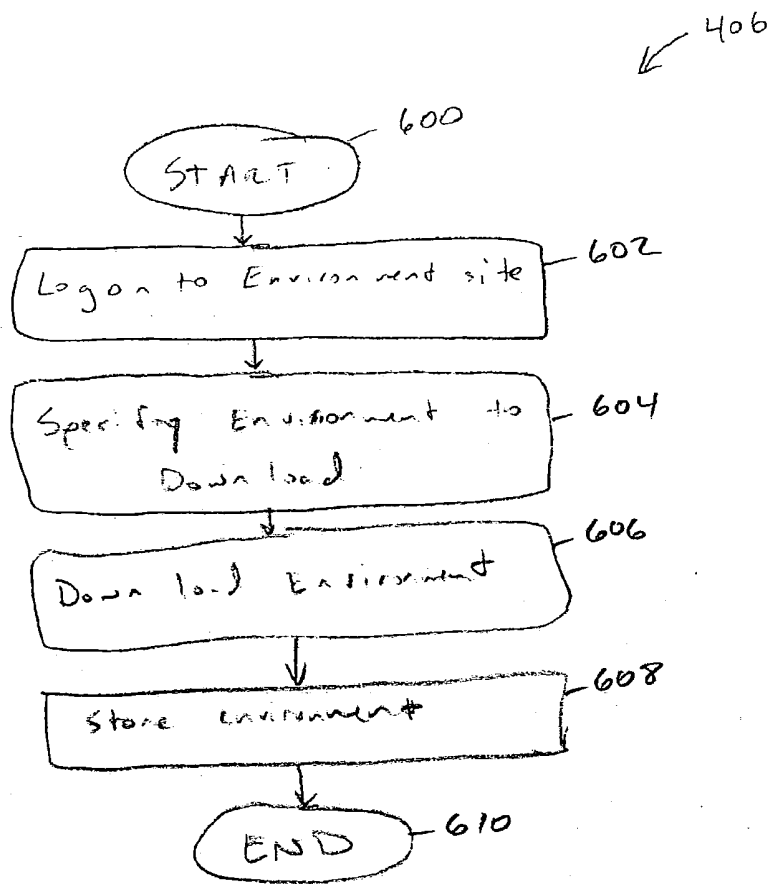 406
START
600
Logon to Environment site
602
Specify Environment to
Download
604
Download Environment
606
Store environment
608
END
610